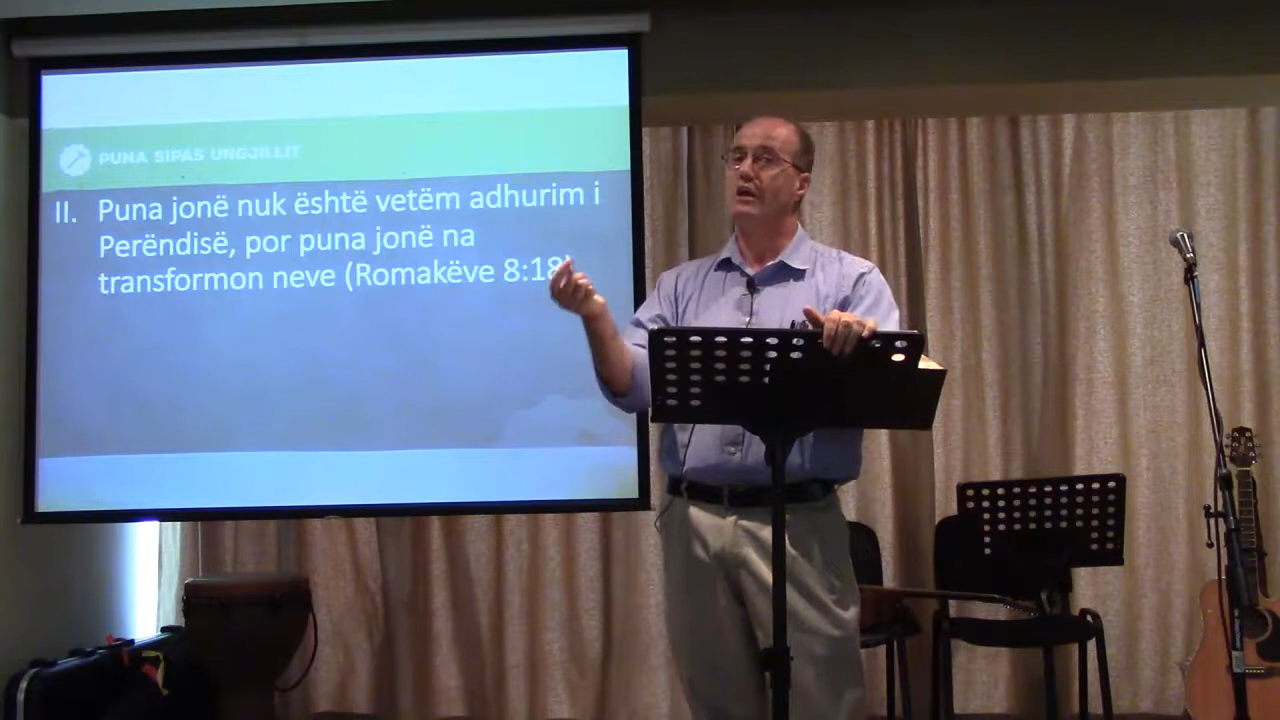 PUNA SIPAS UNGJILLIT
II. Puna jonë nuk është vetëm adhurim i
Perëndisë, por puna jonë na
transformon neve (Romakëve 8:18)